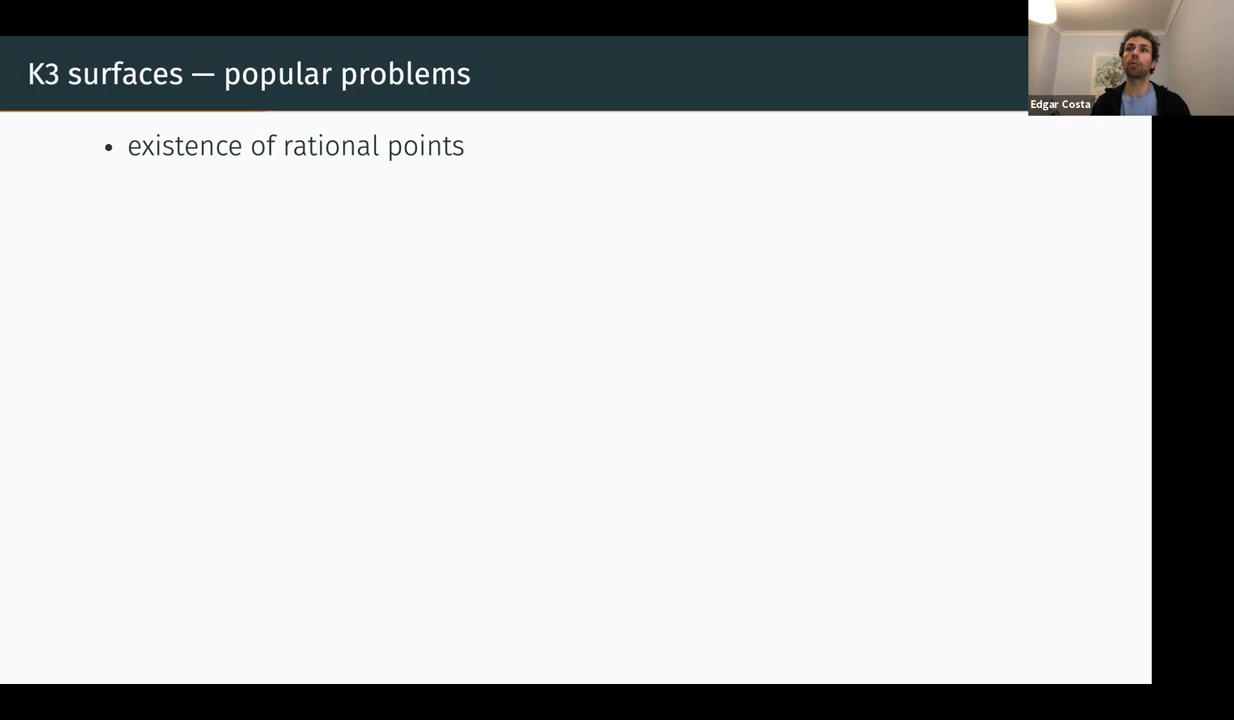 K3 surfaces — popular problems
Edgar Costa
• existence of rational points